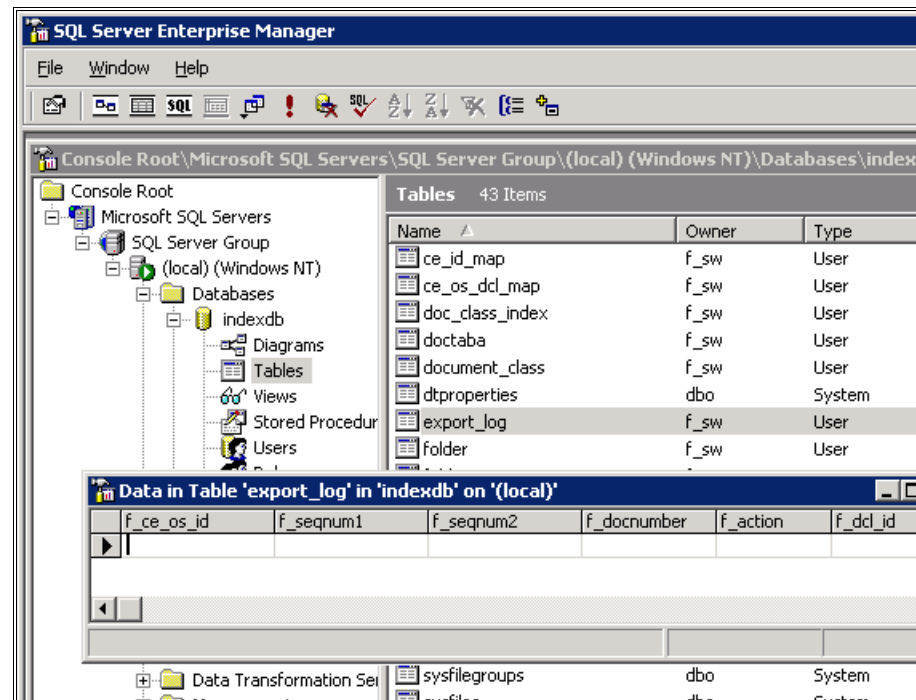 SQL Server Enterprise Manager
File Window Help
SQL SQL A Z Z A
Console Root\Microsoft SQL Servers\SQL Server Group\(local) (Windows NT)\Databases\index
Console Root
Microsoft SQL Servers
SQL Server Group
(local) (Windows NT)
Databases
indexdb
Diagrams
Tables
Views
Stored Procedur
Users
Tables 43 Items
Name Owner Type
ce_id_map f_sw User
ce_os_dcl_map f_sw User
doc_class_index f_sw User
doctaba f_sw User
document_class f_sw User
dtproperties dbo System
export_log f_sw User
folder f_sw User
Data in Table 'export_log' in 'indexdb' on '(local)'
f_ce_os_id f_seqnum1 f_seqnum2 f_docnumber f_action f_dcl_id
Data Transformation Ser
sysfilegroups dbo System